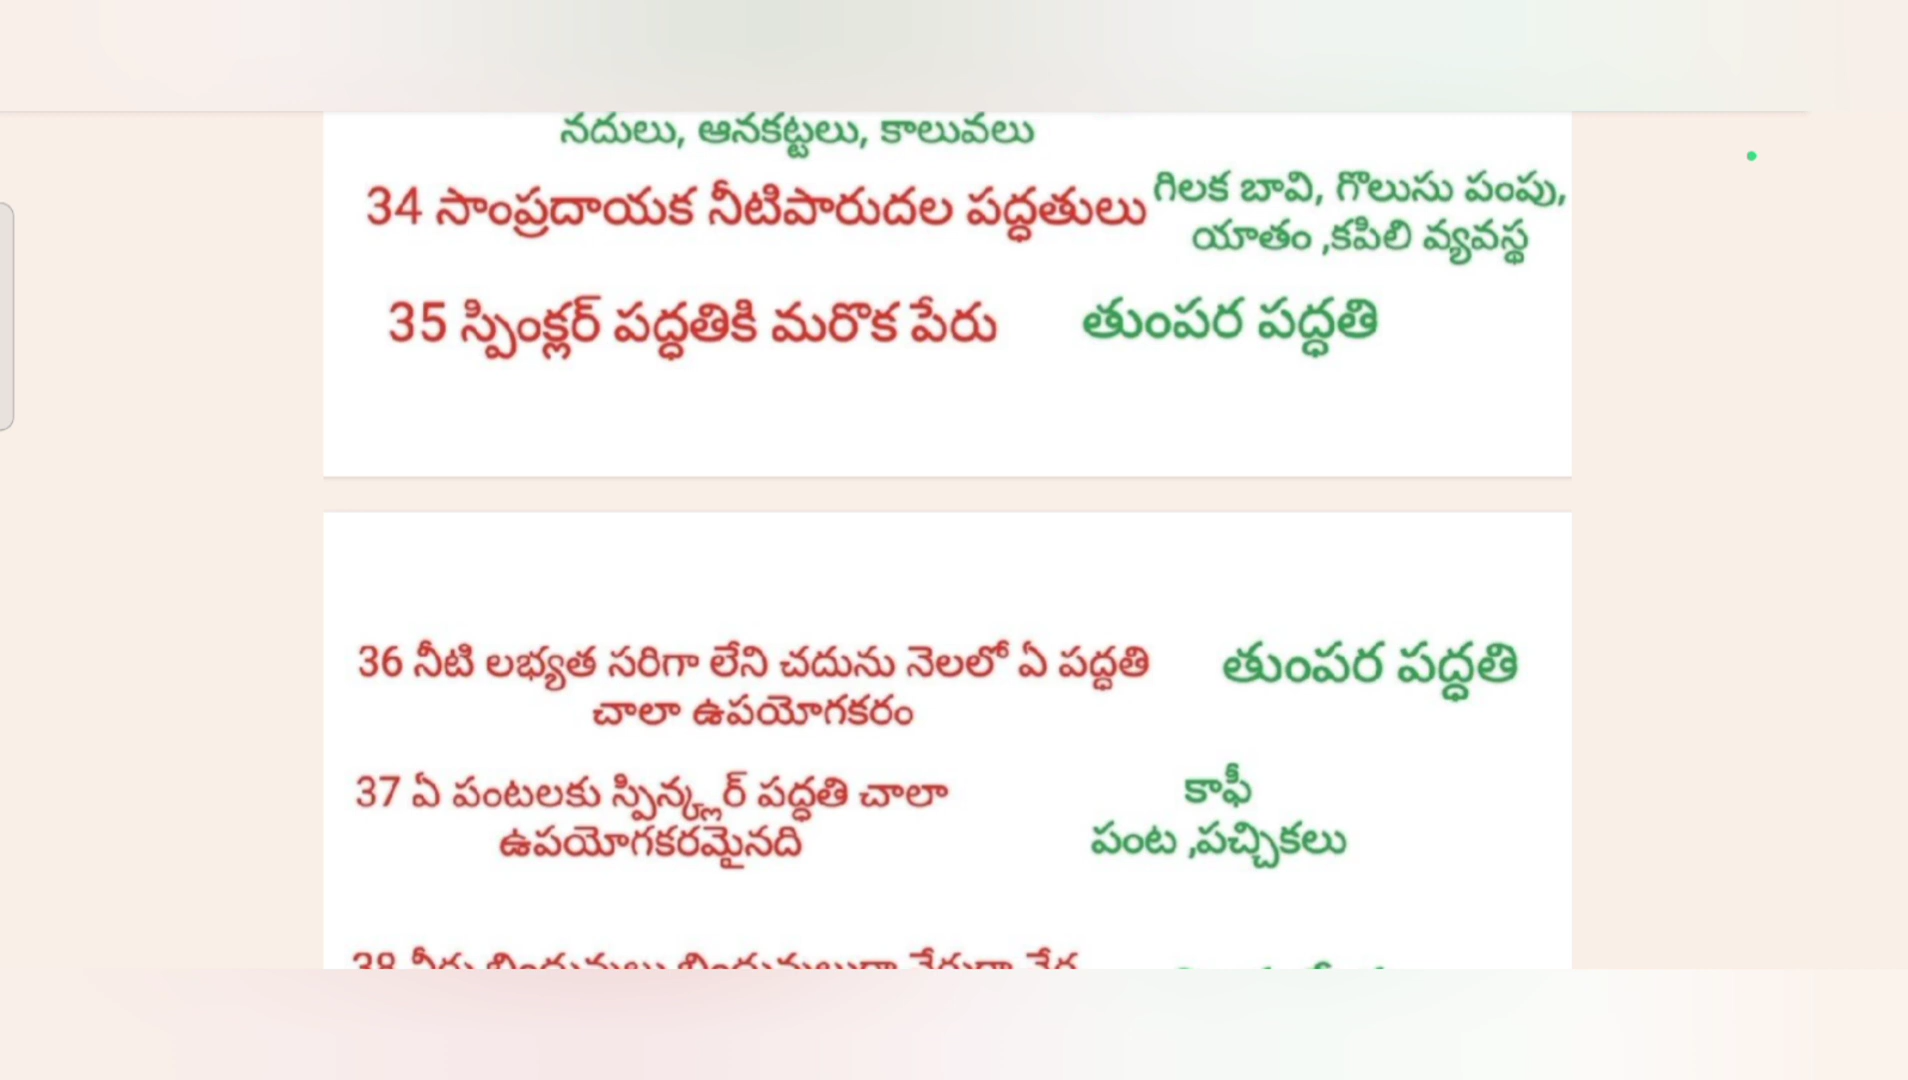 నదులు, ఆనకట్టలు, కాలువలు
34 సాంప్రదాయక నీటిపారుదల పద్ధతులు
గిలక బావి, గొలుసు పంపు,
యాతం ,కపిలి వ్యవస్థ
35 స్పింక్లర్ పద్ధతికి మరొక పేరు తుంపర పద్ధతి
36 నీటి లభ్యత సరిగా లేని చదును నెలలో ఏ పద్ధతి
చాలా ఉపయోగకరం
తుంపర పద్ధతి
37 ఏ పంటలకు స్పిన్క్లర్ పద్ధతి చాలా
ఉపయోగకరమైనది
కాఫీ
పంట ,పచ్చికలు
38